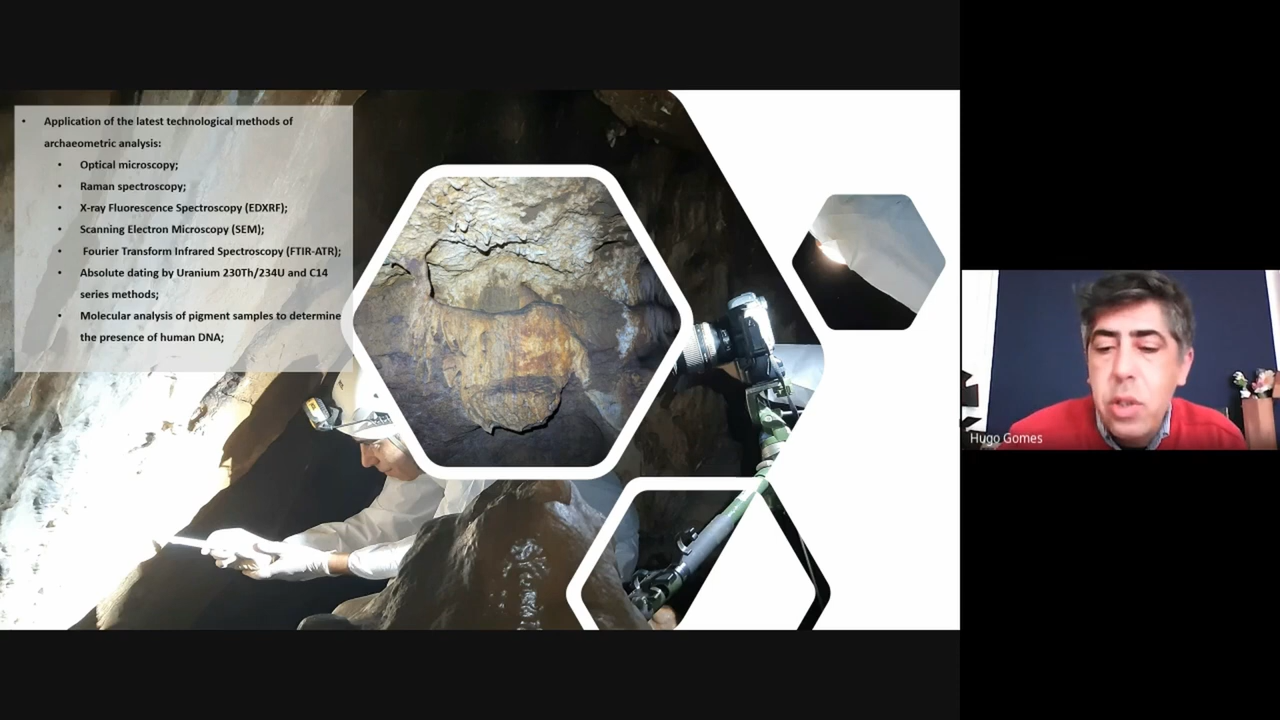 • Application of the latest technological methods of
archaeometric analysis:
• Optical microscopy;
• Raman spectroscopy;
• X-ray Fluorescence Spectroscopy (EDXRF);
• Scanning Electron Microscopy (SEM);
• Fourier Transform Infrared Spectroscopy (FTIR-ATR);
• Absolute dating by Uranium 230Th/234U and C14
series methods;
• Molecular analysis of pigment samples to determine
the presence of human DNA;
Hugo Gomes